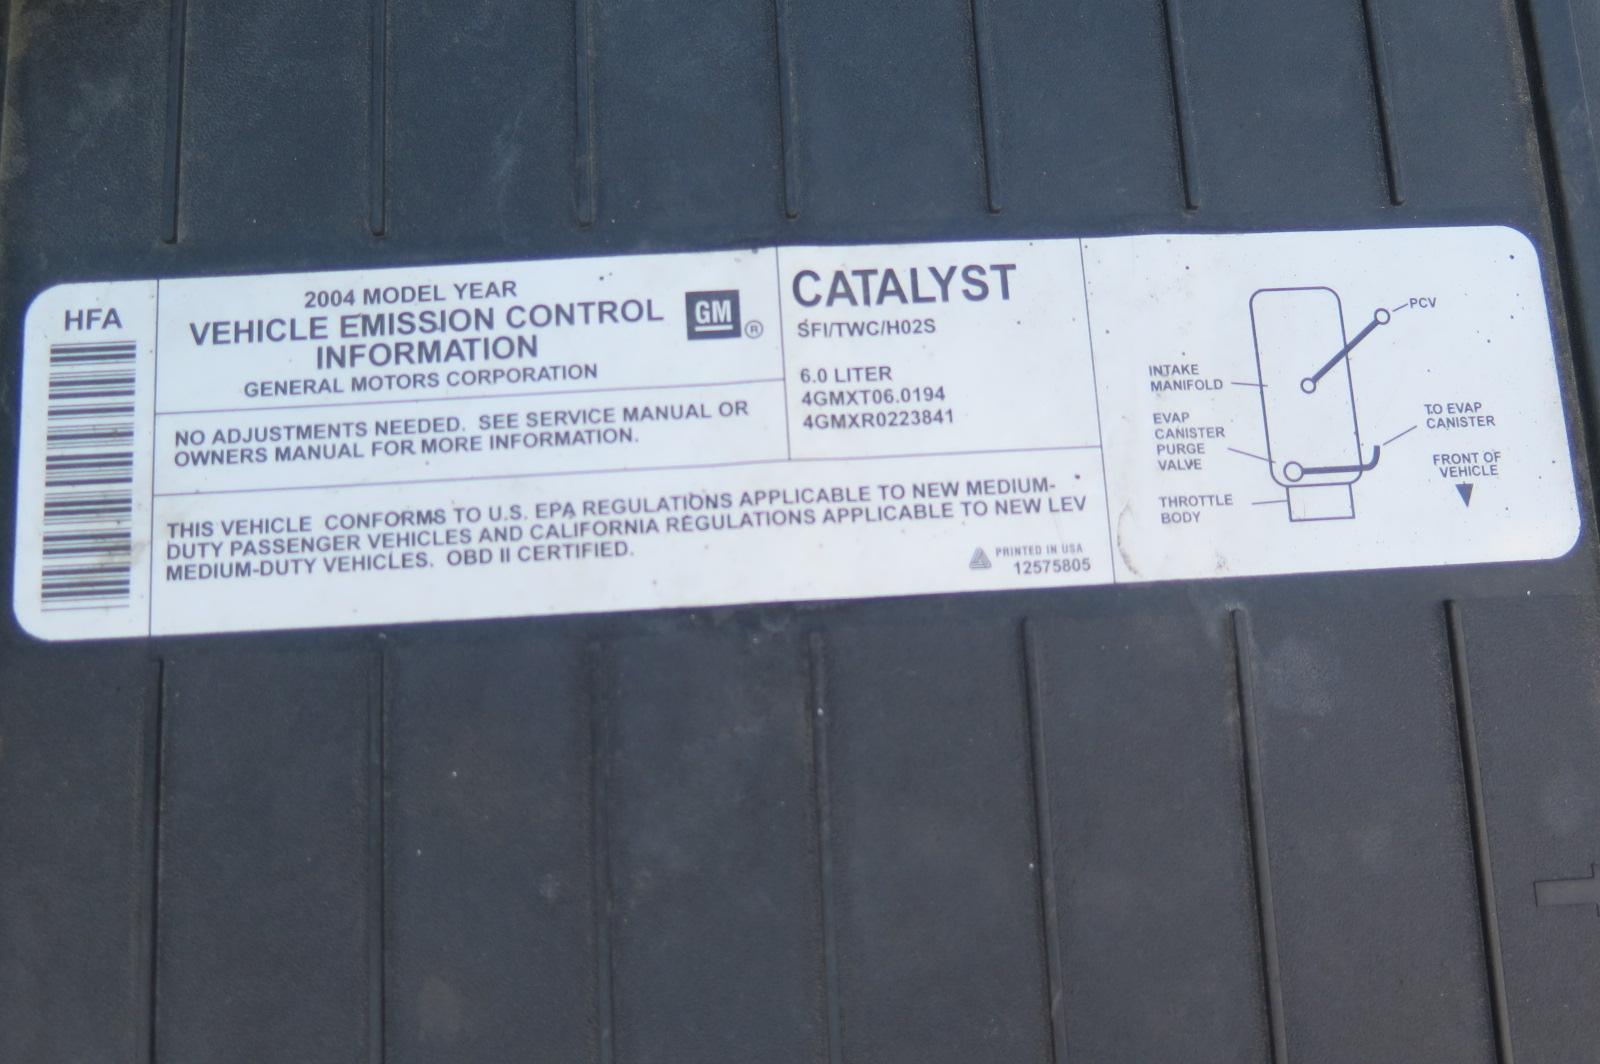 HFA
2004 MODEL YEAR
VEHICLE EMISSION CONTROL
INFORMATION
GENERAL MOTORS CORPORATION
GM ®
NO ADJUSTMENTS NEEDED. SEE SERVICE MANUAL OR
OWNERS MANUAL FOR MORE INFORMATION.
CATALYST
SFI/TWC/H02S
6.0 LITER
4GMXT06.0194
4GMXR0223841
THIS VEHICLE CONFORMS TO U.S. EPA REGULATIONS APPLICABLE TO NEW MEDIUM-
DUTY PASSENGER VEHICLES AND CALIFORNIA REGULATIONS APPLICABLE TO NEW LEV
MEDIUM-DUTY VEHICLES. OBD II CERTIFIED.
PRINTED IN USA
12575805
PCV
INTAKE
MANIFOLD
EVAP
CANISTER
PURGE
VALVE
THROTTLE
BODY
TO EVAP
CANISTER
FRONT OF
VEHICLE